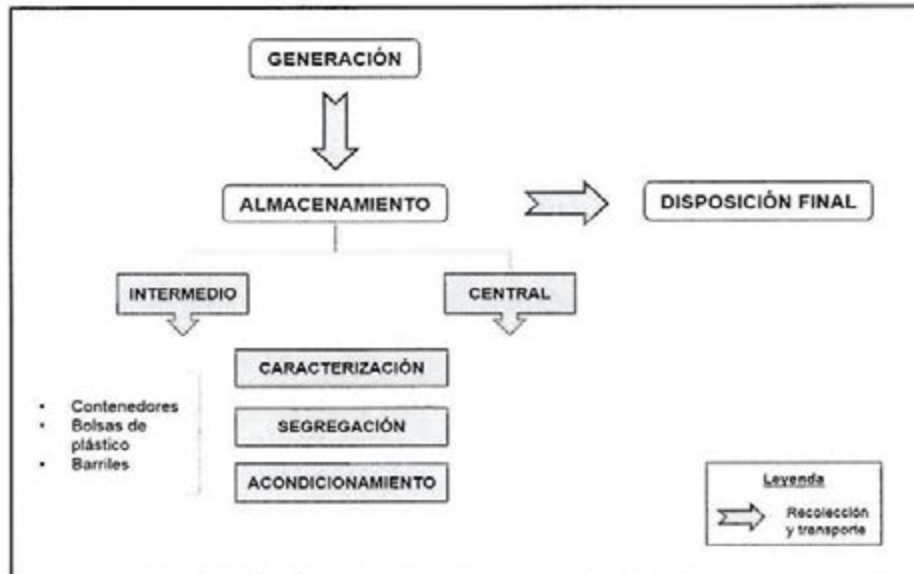 GENERACIÓN
ALMACENAMIENTO
DISPOSICIÓN FINAL
INTERMEDIO
CENTRAL
CARACTERIZACIÓN
SEGREGACIÓN
ACONDICIONAMIENTO
• Contenedores
• Bolsas de
plástico
• Barriles
Leyenda
Recolección
y transporte